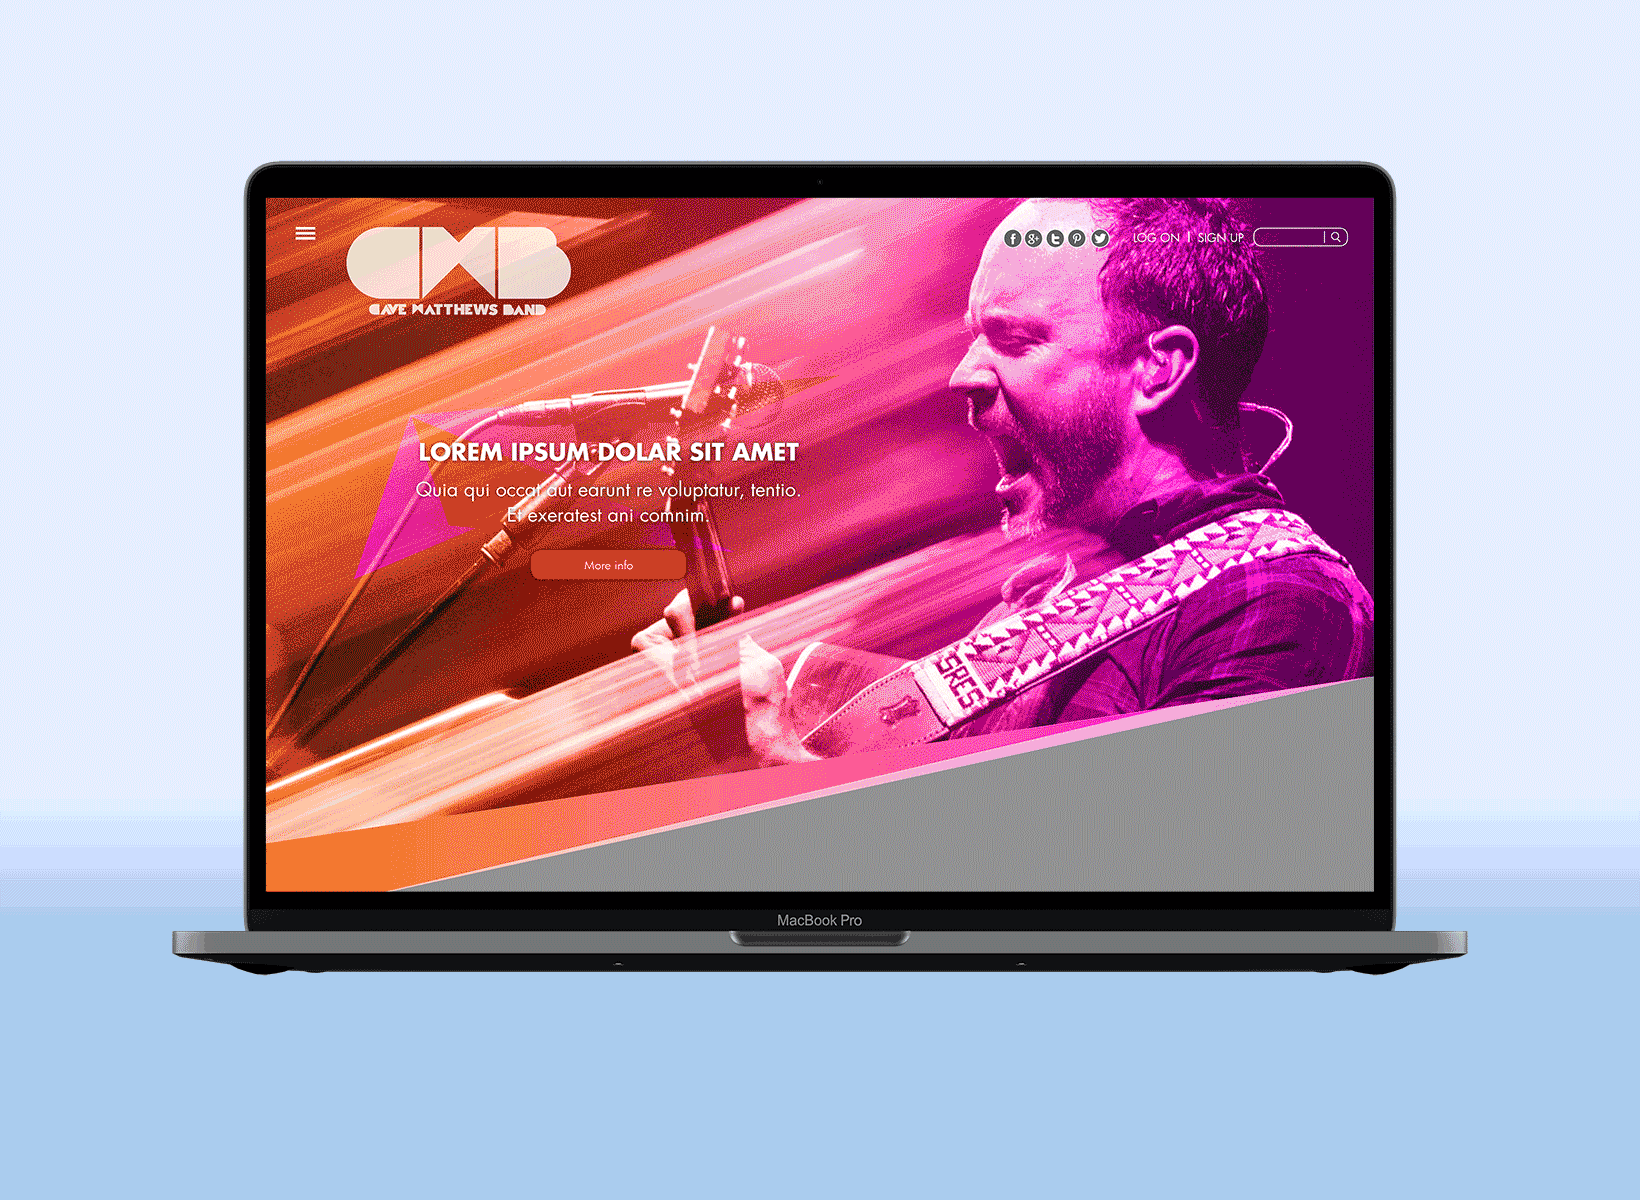 DMB
DAVE MATTHEWS BAND
LOG ON | SIGN UP
LOREM IPSUM DOLAR SIT AMET
Quia qui occat aut earunt re voluptatur, tentio.
Et exeratest ani comnim.
More info
SRES
MacBook Pro